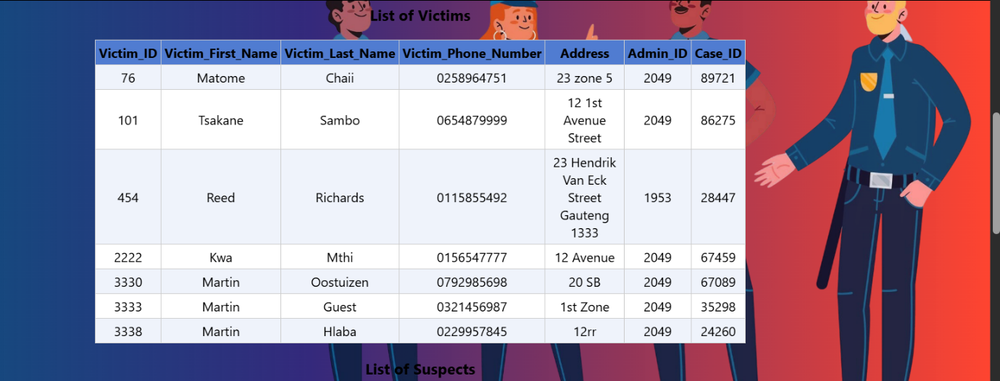 List of Victims
Victim_ID Victim_First_Name Victim_Last_Name Victim_Phone_Number Address Admin_ID Case_ID
76 Matome Chaii 0258964751 23 zone 5 2049 89721
101 Tsakane Sambo 0654879999 12 1st Avenue Street 2049 86275
454 Reed Richards 0115855492 23 Hendrik Van Eck Street Gauteng 1333 1953 28447
2222 Kwa Mthi 0156547777 12 Avenue 2049 67459
3330 Martin Oostuizen 0792985698 20 SB 2049 67089
3333 Martin Guest 0321456987 1st Zone 2049 35298
3338 Martin Hlaba 0229957845 12rr 2049 24260
List of Suspects